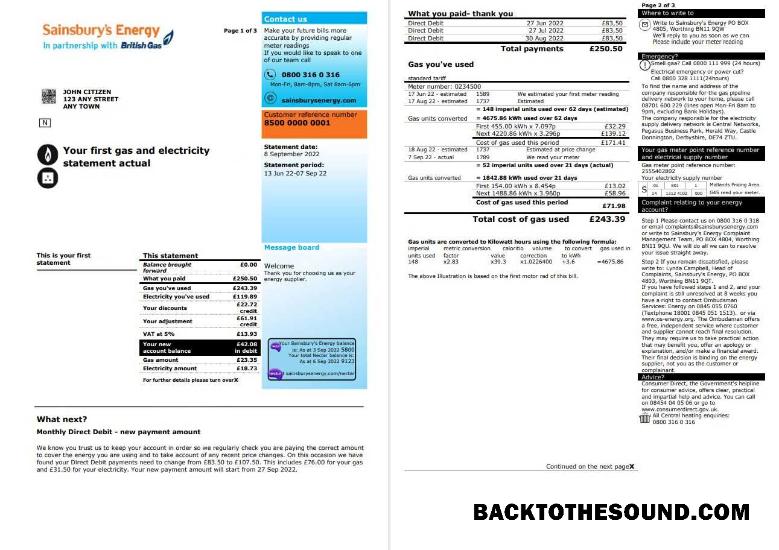 Sainsbury's Energy
In partnership with British Gas
Page 1 of 3
JOHN CITIZEN
123 ANY STREET
ANY TOWN
N
Your first gas and electricity
statement actual
Contact us
Make your future bills more
accurate by providing regular
meter readings
If you would like to speak to one
of our team call
0800 316 0 316
Mon-Fri, 8am-8pm, Sat 8am-6pm
sainsburysenergy.com
Customer reference number
8500 0000 0001
Statement date:
8 September 2022
Statement period:
13 Jun 22-07 Sep 22
Message board
Welcome
Thank you for choosing us as your
energy supplier.
Your Sainsbury's Energy balance
is: As at 3 Sep 2022 5800
Your total Nectar balance is:
As at 6 Sep 2022 9123
sainsburysenergy.com/nectar
This is your first
statement
This statement
Balance brought forward £0.00
What you paid £250.50
Gas you've used £243.39
Electricity you've used £119.89
Your discounts £22.72 credit
Your adjustment £61.91 credit
VAT at 5% £13.93
Your new account balance £42.08 in debit
Gas amount £23.35
Electricity amount £18.73
For further details please turn overX
What next?
Monthly Direct Debit – new payment amount
We know you trust us to keep your account in order so we regularly check you are paying the correct amount
to cover the energy you are using and to take account of any recent price changes. On this occasion we have
found your Direct Debit payments need to change from £83.50 to £107.50. This includes £76.00 for your gas
and £31.50 for your electricity. Your new payment amount will start from 27 Sep 2022.
What you paid- thank you
Direct Debit 27 Jun 2022 £83,50
Direct Debit 27 Jul 2022 £83,50
Direct Debit 30 Aug 2022 £83,50
Total payments £250.50
Gas you've used
standard tariff
Meter number: 0234500
17 Jun 22 - estimated 1589 We estimated your first meter reading
17 Aug 22 - estimated 1737 Estimated
= 148 imperial units used over 62 days (estimated)
Gas units converted = 4675.86 kWh used over 62 days
First 455.00 kWh x 7.097p £32.29
Next 4220.86 kWh x 3.296p £139.12
Cost of gas used this period £171.41
18 Aug 22 - estimated 1737 Estimated at price change
7 Sep 22 - actual 1789 We read your meter
= 52 imperial units used over 21 days (actual)
Gas units converted = 1842.88 kWh used over 21 days
First 154.00 kWh x 8.454p £13.02
Next 1488.86 kWh x 3.960p £58.96
Cost of gas used this period £71.98
Total cost of gas used £243.39
Gas units are converted to Kilowatt hours using the following formula:
imperial metric conversion calorific volume to convert gas used in
units used factor value correction to kWh
148 x2.83 x39.3 x1.0226400 ÷3.6 =4675.86
The above illustration is based on the first motor rad of this bill.
Continued on the next pageX
Page 2 of 3
Where to write to
Write to Sainsbury's Energy PO BOX
4805, Worthing BN11 9QW
We'll reply to you as soon as we can
Please include your meter reading
Emergency?
Smell gas? Call 0800 111 999 (24 hours)
Electrical emergency or power cut?
Call 0800 328 1111(24hours)
To find the name and address of the
company responsible for the gas pipeline
delivery network to your home, please call
08701 600 229 (lines open Mon-Fri 8am to
5pm, excluding Bank Holidays).
The company responsible for the electricity
supply delivery network is Central Networks,
Pegasus Business Park, Herald Way, Castle
Donnington, Derbyshire, DE74 2TU.
Your gas meter point reference number
and electrical supply number
Gas meter point reference number:
2555402892
Your electricity supply number
S
Midlands Pricing Area.
G4S read your meter.
Complaint relating to your energy
account?
Step 1 Please contact us on 0800 316 0 318
or email complaints@sainsburysenergy.com
or write to Sainsbury's Energy Complaint
Management Team, PO BOX 4804, Worthing
BN11 9QU. We will do all we can to resolve
your issue straight away.
Step 2 If you remain dissatisfied, please
write to: Lynda Campbell, Head of
Complaints, Sainsbury's Energy, PO BOX
4803, Worthing BN11 9QT.
If you have followed steps 1 and 2, and your
complaint is still unresolved at 8 weeks you
have a right to contact Ombudsman
Services: Energy on 0845 055 0760
(Textphone 18001 0845 051 1513). or via
www.os-energy.org. The Ombudsman offers
a free, independent service where customer
and supplier cannot reach final resolution.
They may require us to take practical action
that may benefit you, offer an apology or
explanation, and/or make a financial award.
Their final decision is binding on the energy
supplier, not you as the customer or
complainant.
Advice?
Consumer Direct, the Government's helpline
for consumer advice, offers clear, practical
and impartial help and advice. You can call
on 08454 04 05 06 or go to
www.consumerdirect.gov.uk.
All Central heating enquiries:
0800 316 0 316
BACKTOTHESOUND.COM